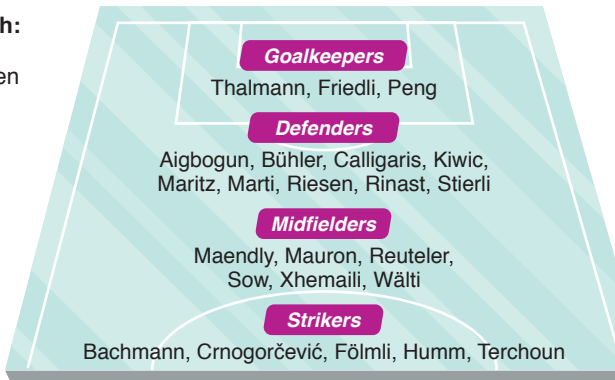 h:
en
Goalkeepers
Thalmann, Friedli, Peng
Defenders
Aigbogun, Bühler, Calligaris, Kiwic,
Maritz, Marti, Riesen, Rinast, Stierli
Midfielders
Maendly, Mauron, Reuteler,
Sow, Xhemaili, Wälti
Strikers
Bachmann, Crnogorčević, Fölmli, Humm, Terchoun